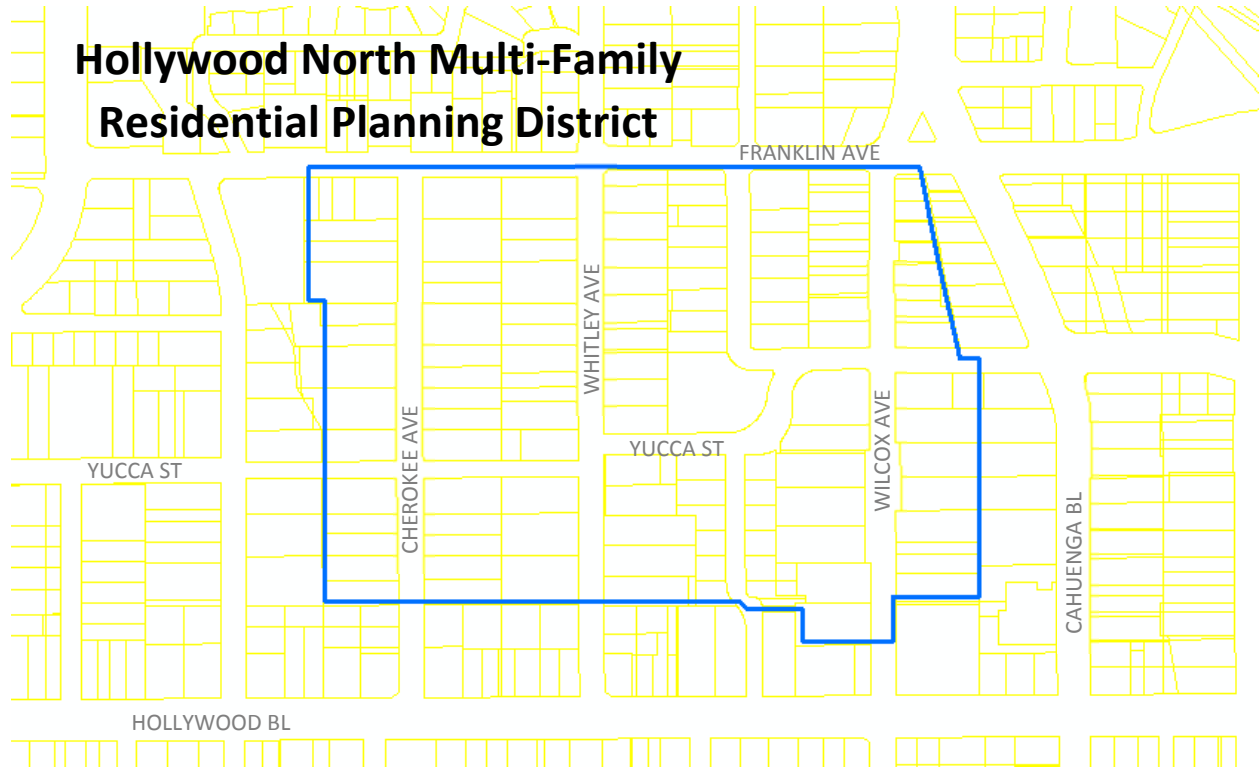 Hollywood North Multi-Family
Residential Planning District
FRANKLIN AVE
WHITLEY AVE
CHEROKEE AVE
YUCCA ST
WILCOX AVE
YUCCA ST
CAHUENGA BL
HOLLYWOOD BL